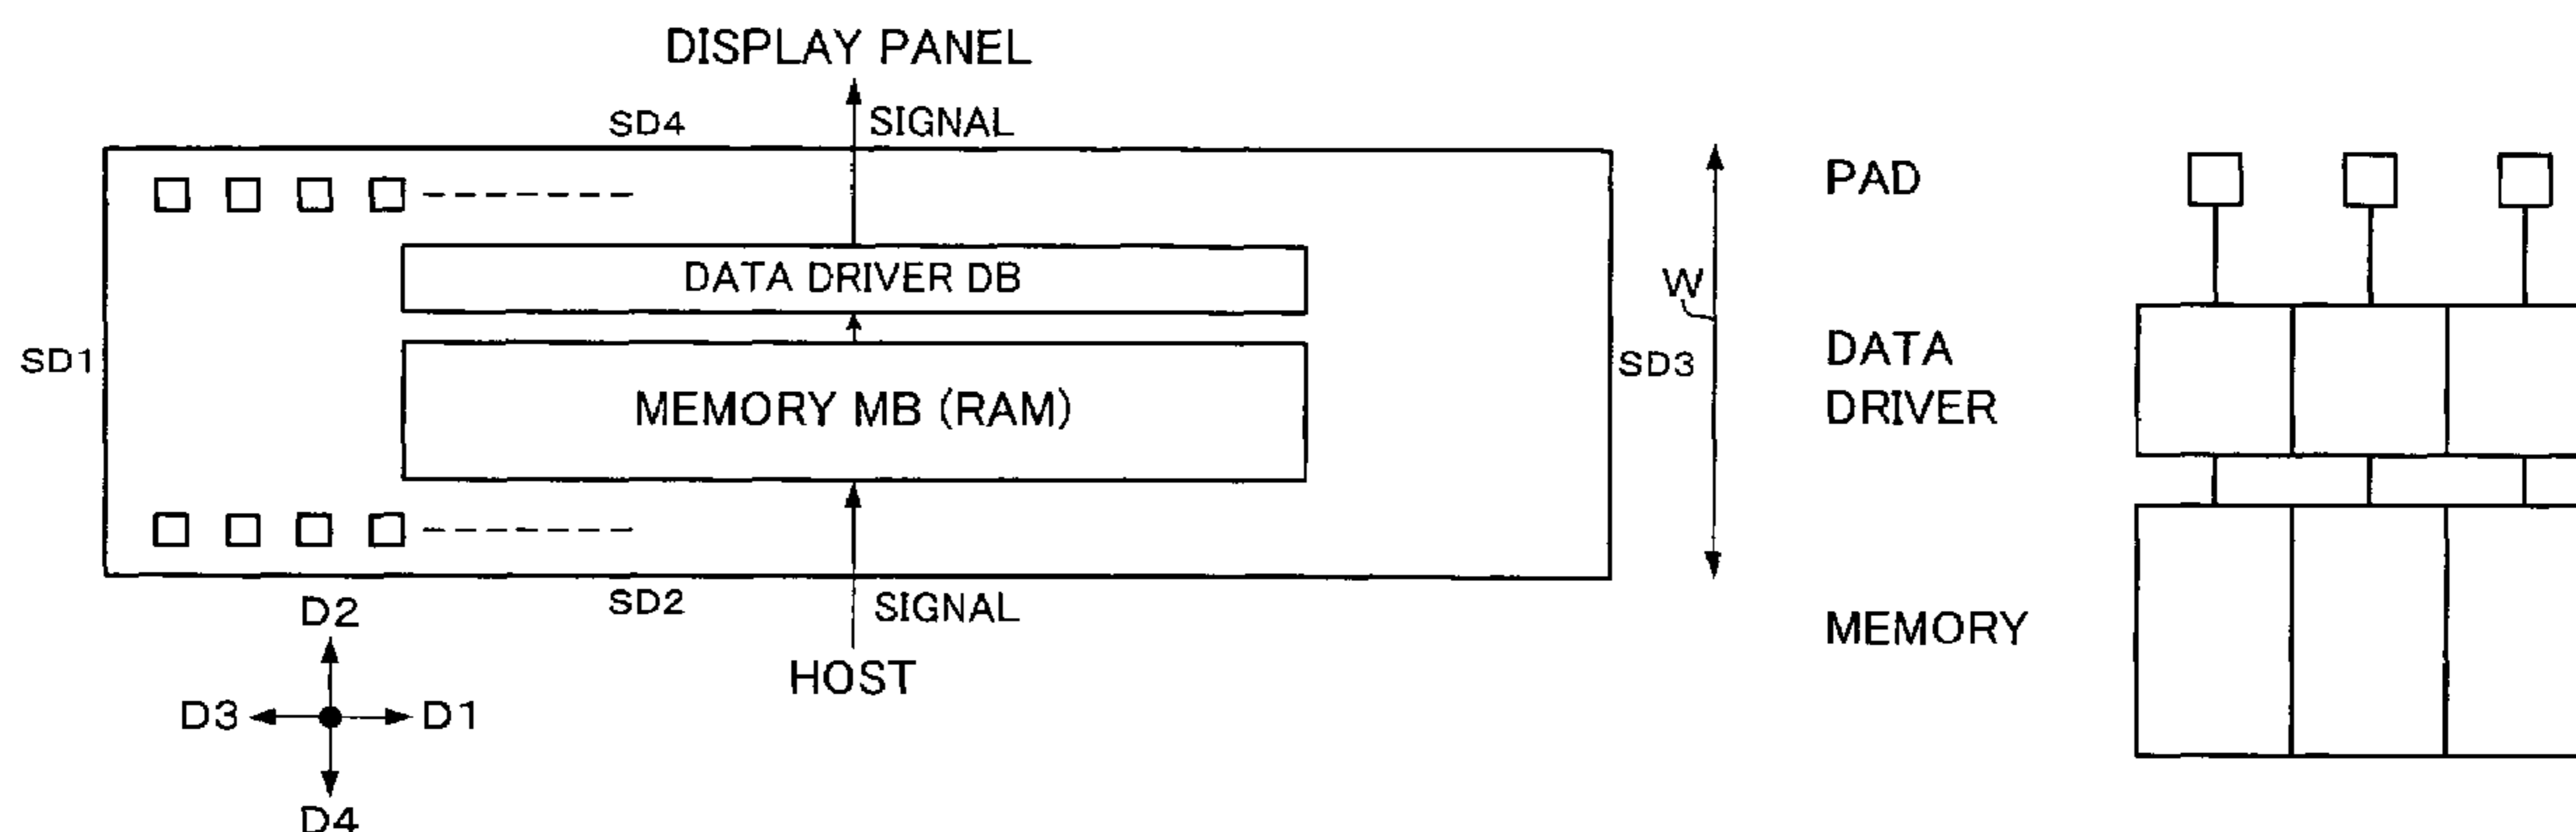 DISPLAY PANEL
SD4
SIGNAL
DATA DRIVER DB
SD1
MEMORY MB (RAM)
SD3
W
SD2
SIGNAL
HOST
D2
D3
D1
D4
PAD
DATA
DRIVER
MEMORY